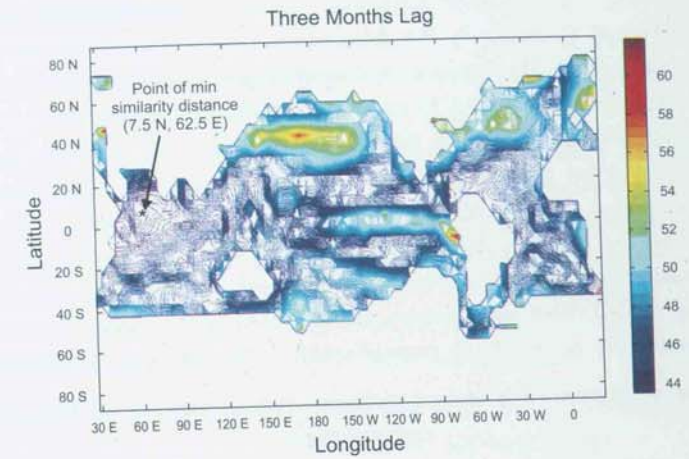 Three Months Lag
80 N
60 N
40 N
20 N
0
20 S
40 S
60 S
80 S
Latitude
Point of min
similarity distance
(7.5 N, 62.5 E)
30 E 60 E 90 E 120 E 150 E 180 150 W 120 W 90 W 60 W 30 W 0
Longitude
60
58
56
54
52
50
48
46
44